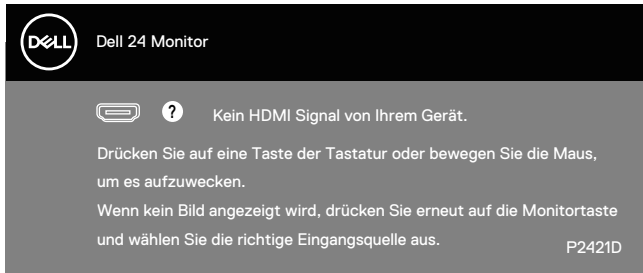 DELL
Dell 24 Monitor
? Kein HDMI Signal von Ihrem Gerät.
Drücken Sie auf eine Taste der Tastatur oder bewegen Sie die Maus,
um es aufzuwecken.
Wenn kein Bild angezeigt wird, drücken Sie erneut auf die Monitortaste
und wählen Sie die richtige Eingangsquelle aus.
P2421D